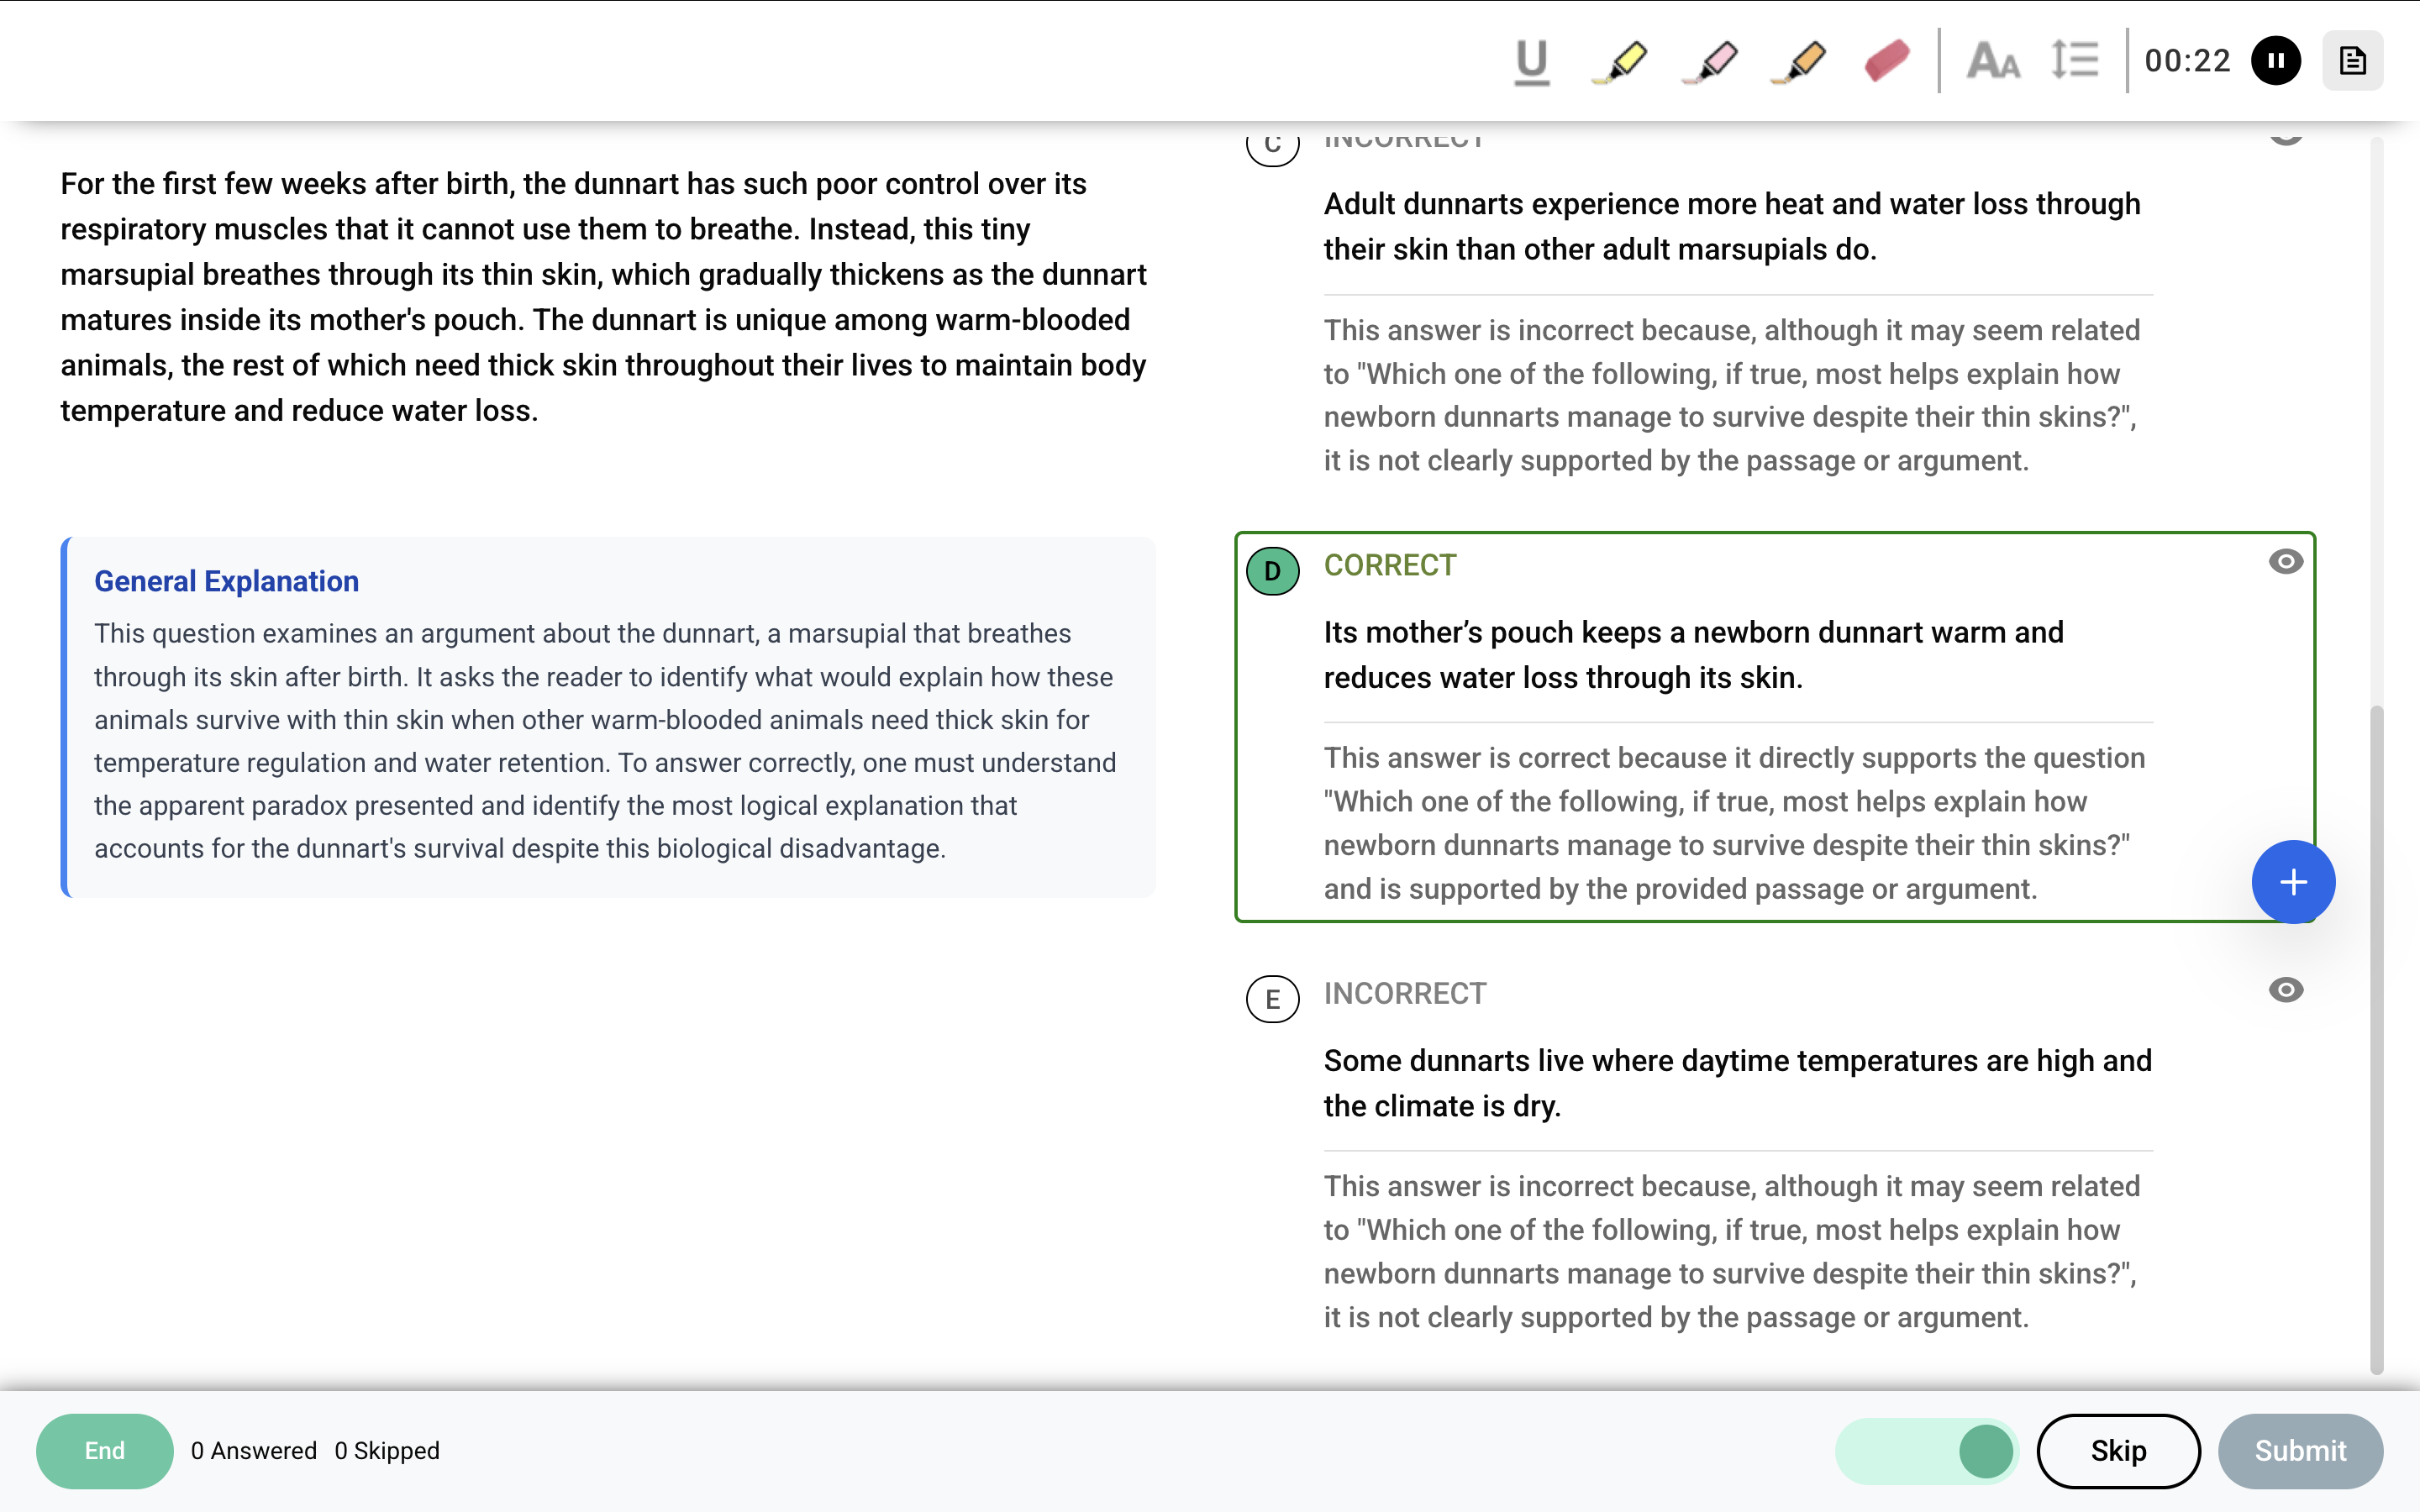 U AA 00:22
For the first few weeks after birth, the dunnart has such poor control over its
respiratory muscles that it cannot use them to breathe. Instead, this tiny
marsupial breathes through its thin skin, which gradually thickens as the dunnart
matures inside its mother's pouch. The dunnart is unique among warm-blooded
animals, the rest of which need thick skin throughout their lives to maintain body
temperature and reduce water loss.
General Explanation
This question examines an argument about the dunnart, a marsupial that breathes
through its skin after birth. It asks the reader to identify what would explain how these
animals survive with thin skin when other warm-blooded animals need thick skin for
temperature regulation and water retention. To answer correctly, one must understand
the apparent paradox presented and identify the most logical explanation that
accounts for the dunnart's survival despite this biological disadvantage.
C INCORRECT
Adult dunnarts experience more heat and water loss through
their skin than other adult marsupials do.
This answer is incorrect because, although it may seem related
to "Which one of the following, if true, most helps explain how
newborn dunnarts manage to survive despite their thin skins?",
it is not clearly supported by the passage or argument.
D CORRECT
Its mother’s pouch keeps a newborn dunnart warm and
reduces water loss through its skin.
This answer is correct because it directly supports the question
"Which one of the following, if true, most helps explain how
newborn dunnarts manage to survive despite their thin skins?"
and is supported by the provided passage or argument.
E INCORRECT
Some dunnarts live where daytime temperatures are high and
the climate is dry.
This answer is incorrect because, although it may seem related
to "Which one of the following, if true, most helps explain how
newborn dunnarts manage to survive despite their thin skins?",
it is not clearly supported by the passage or argument.
End 0 Answered 0 Skipped Skip Submit